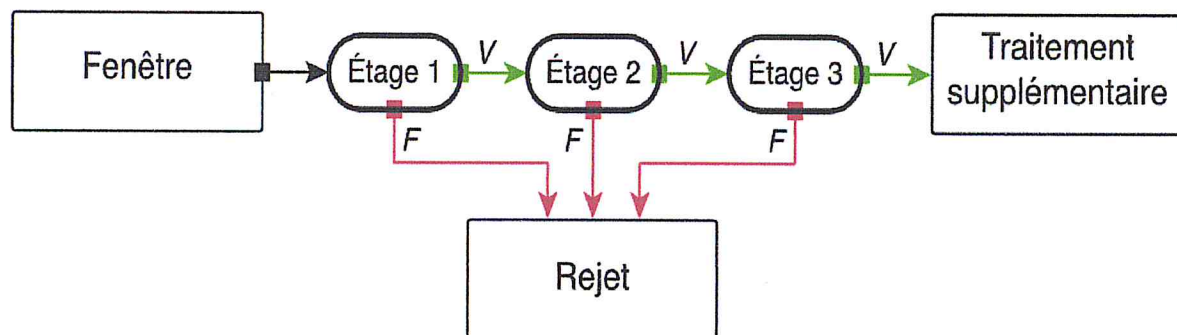 Fenêtre
Étage 1
V
Étage 2
V
Étage 3
V
Traitement
supplémentaire
F
F
F
Rejet